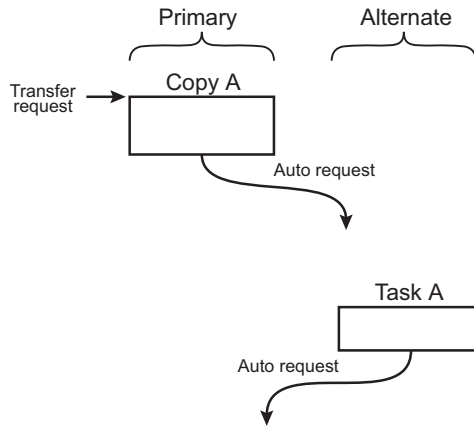 Primary
Alternate
Copy A
Transfer
request
Auto request
Task A
Auto request